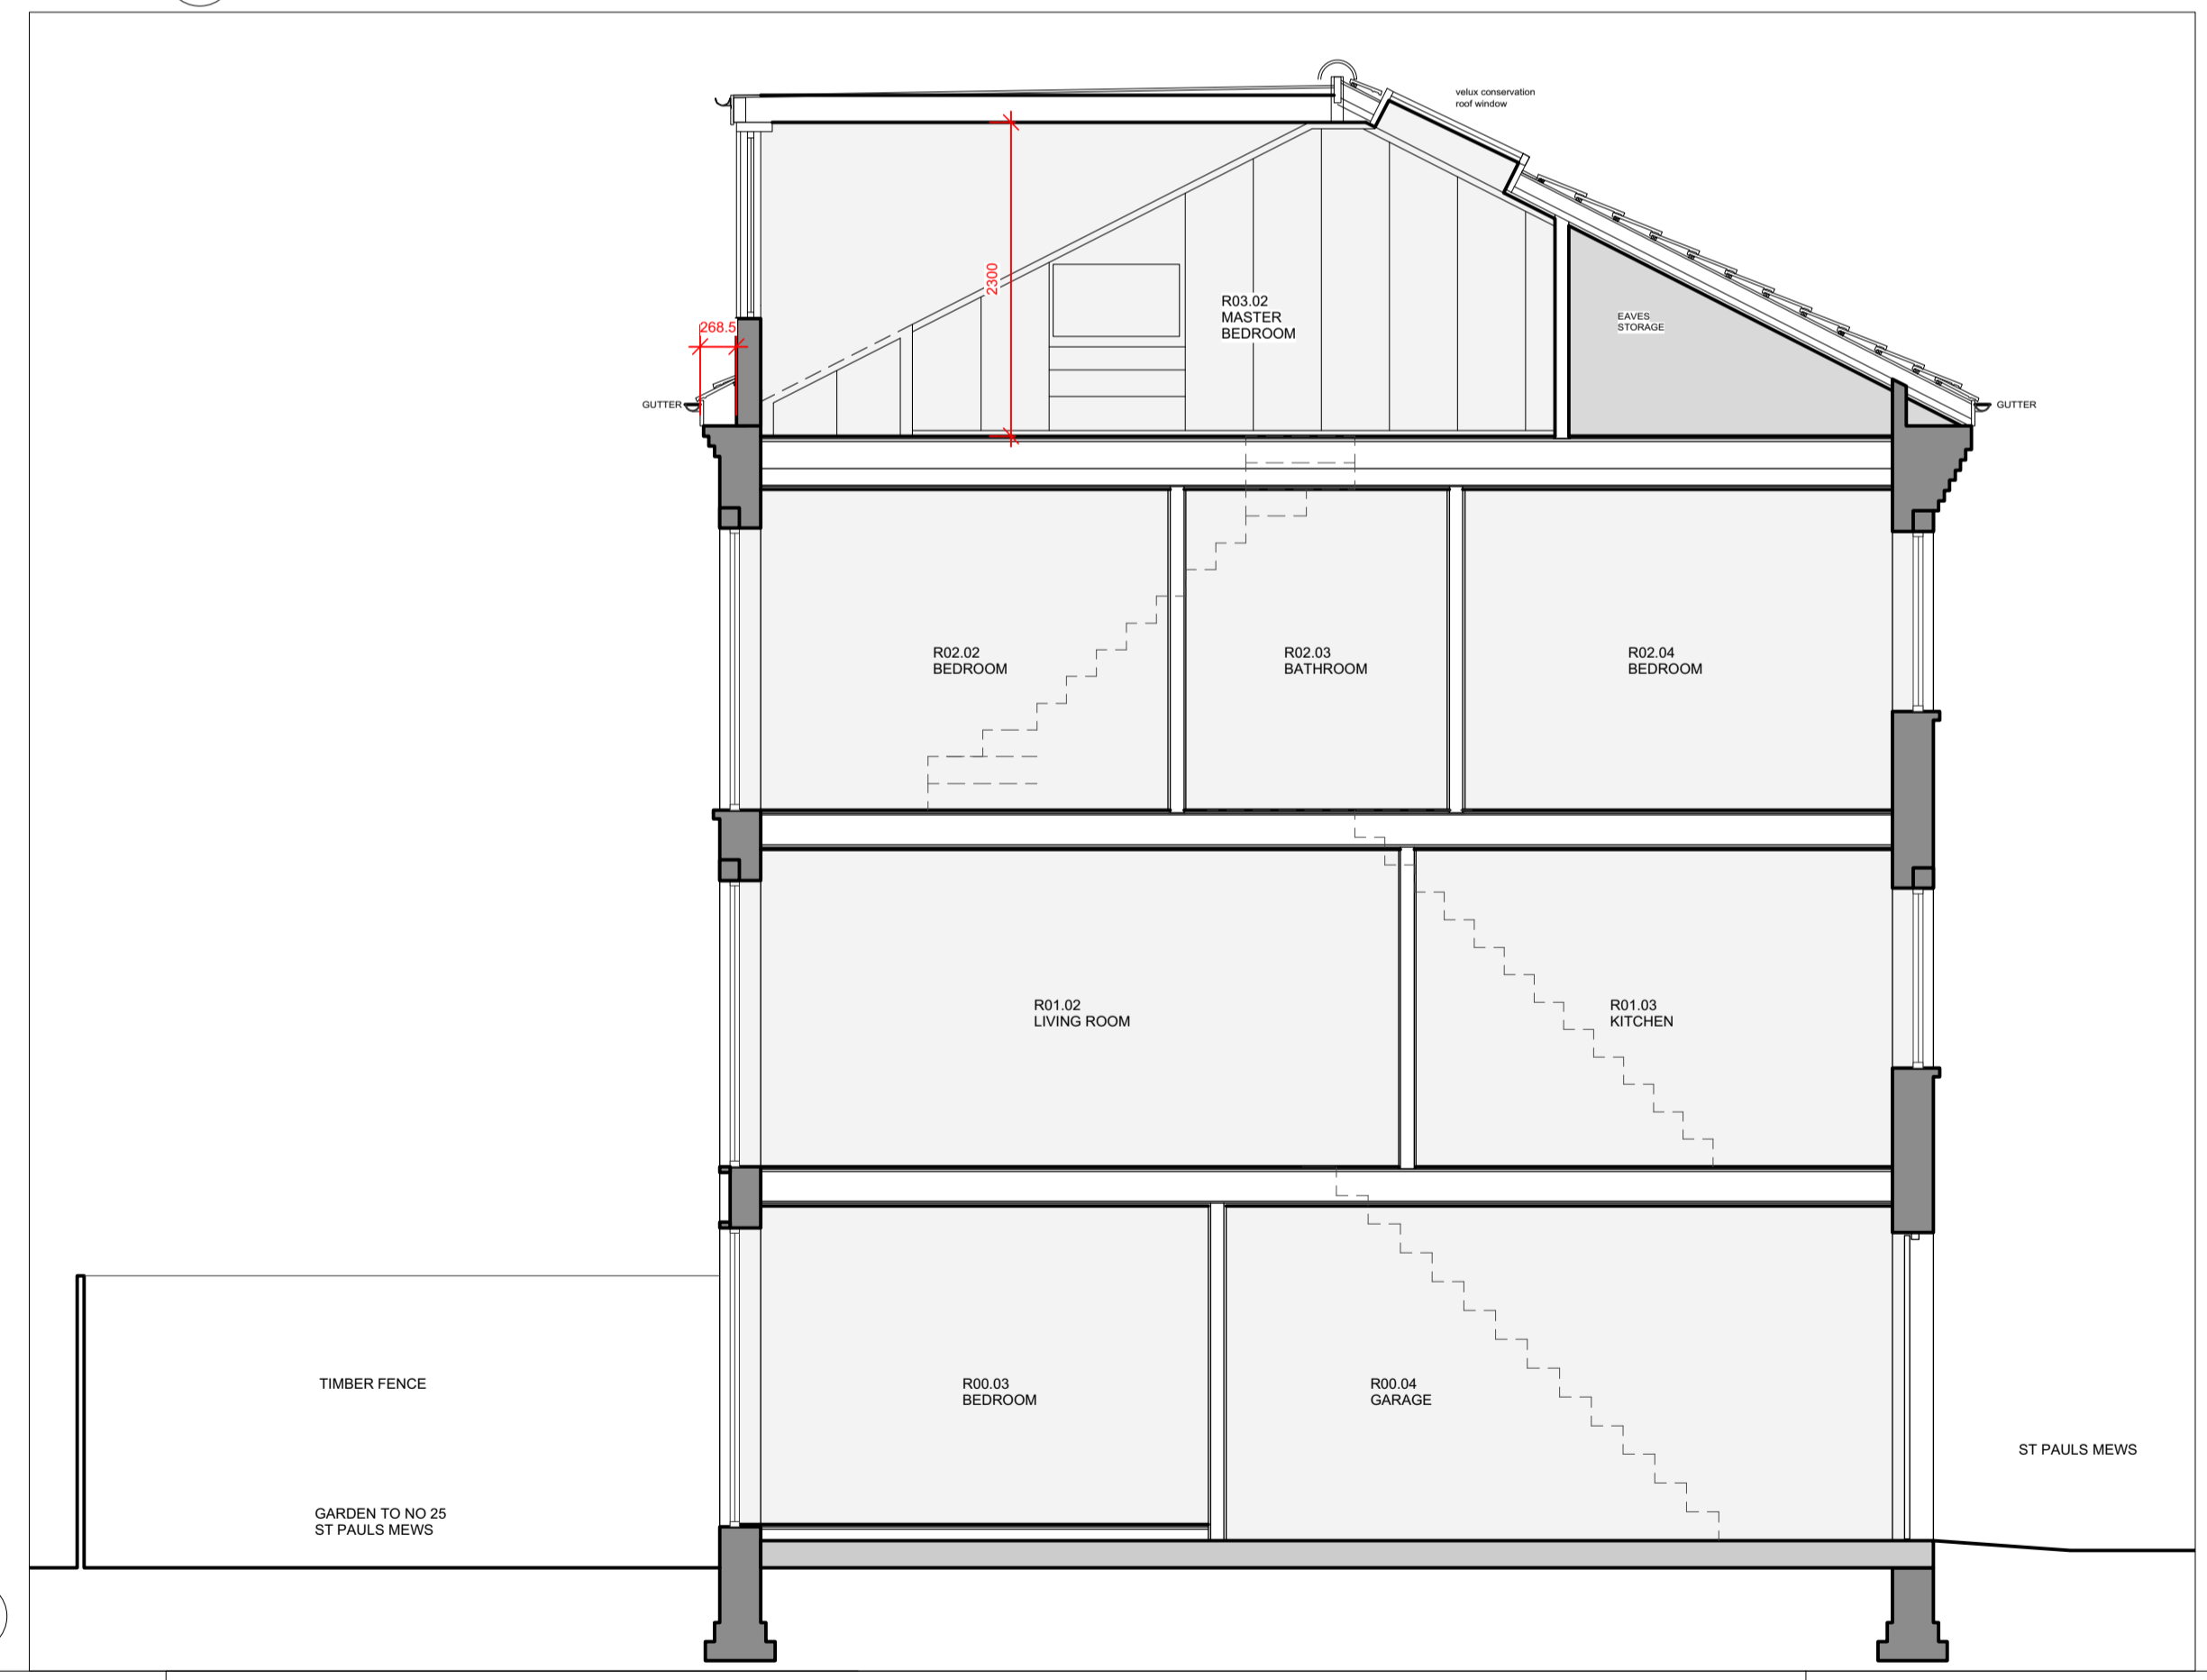 velux conservation
roof window
2300
268.5
R03.02
MASTER
BEDROOM
EAVES
STORAGE
GUTTER
GUTTER
R02.02
BEDROOM
R02.03
BATHROOM
R02.04
BEDROOM
R01.02
LIVING ROOM
R01.03
KITCHEN
TIMBER FENCE
R00.03
BEDROOM
R00.04
GARAGE
ST PAULS MEWS
GARDEN TO NO 25
ST PAULS MEWS